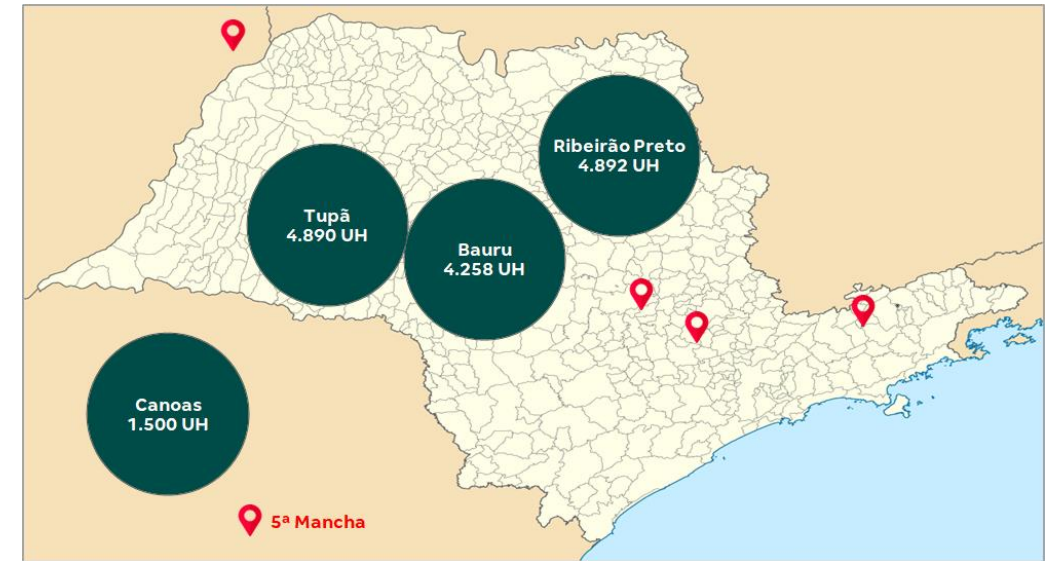 Ribeirão Preto
4.892 UH
Tupã
4.890 UH
Bauru
4.258 UH
Canoas
1.500 UH
5ª Mancha